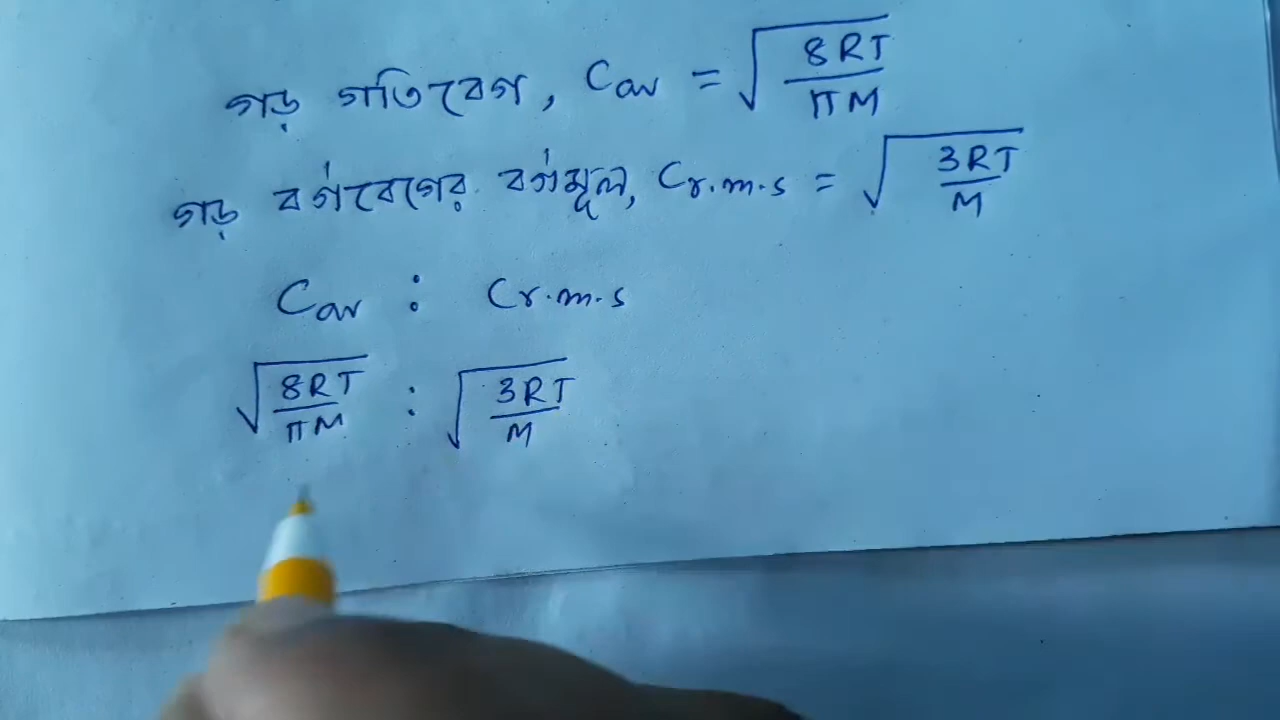 গড় গতিবেগ, Cav = √(8RT/πM)
গড় বর্গবেগের বর্গমূল, Cr.m.s = √(3RT/M)
Cav : Cr.m.s
√(8RT/πM) : √(3RT/M)